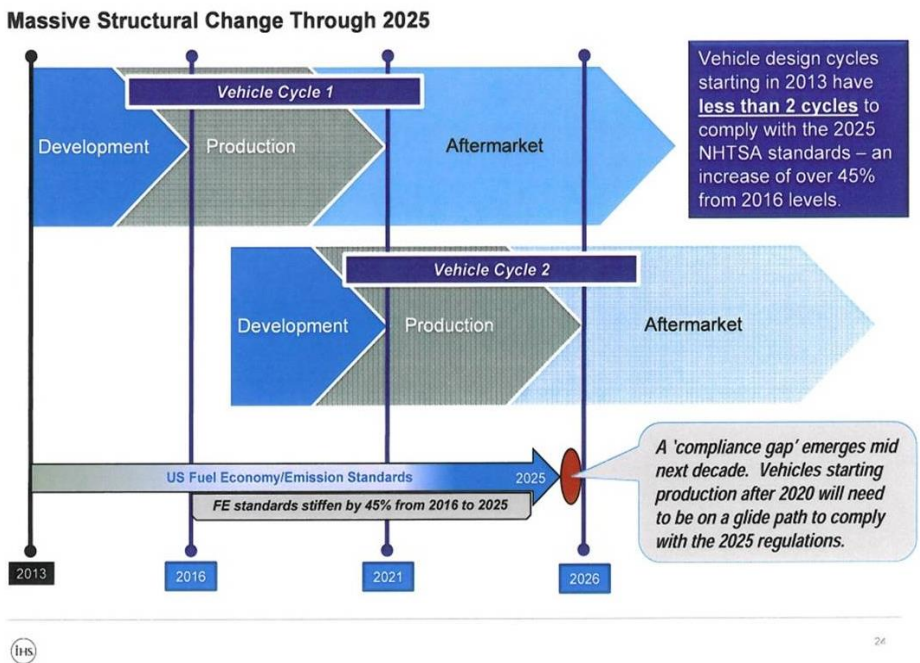 Massive Structural Change Through 2025
Vehicle Cycle 1
Development
Production
Aftermarket
Vehicle design cycles
starting in 2013 have
less than 2 cycles to
comply with the 2025
NHTSA standards – an
increase of over 45%
from 2016 levels.
Vehicle Cycle 2
Development
Production
Aftermarket
US Fuel Economy/Emission Standards
2025
FE standards stiffen by 45% from 2016 to 2025
A 'compliance gap' emerges mid
next decade. Vehicles starting
production after 2020 will need
to be on a glide path to comply
with the 2025 regulations.
2013
2016
2021
2026
IHS
24